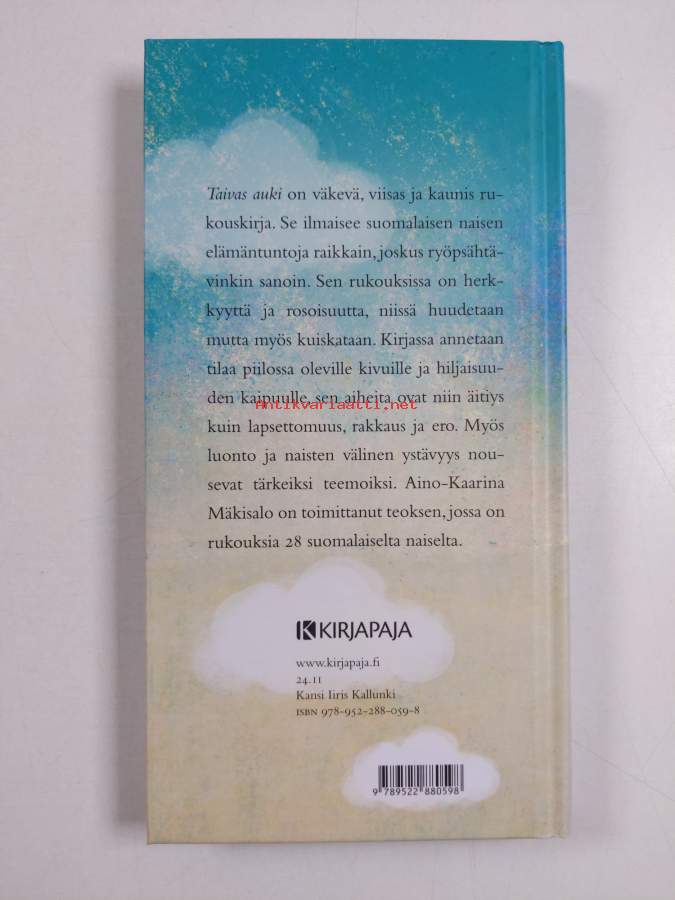 Taivas auki on väkevä, viisas ja kaunis ru-
kouskirja. Se ilmaisee suomalaisen naisen
elämäntuntoja raikkain, joskus ryöpsähtä-
vinkin sanoin. Sen rukouksissa on herk-
kyyttä ja rosoisuutta, niissä huudetaan
mutta myös kuiskataan. Kirjassa annetaan
tilaa piilossa oleville kivuille ja hiljaisuu-
den kaipuulle, sen aiheita ovat niin äitiys
Antikvariaatti.net
kuin lapsettomuus, rakkaus ja ero. Myös
luonto ja naisten välinen ystävyys nou-
sevat tärkeiksi teemoiksi. Aino-Kaarina
Mäkisalo on toimittanut teoksen, jossa on
rukouksia 28 suomalaiselta naiselta.
KIRJAPAJA
www.kirjapaja.fi
24.11
Kansi Iiris Kallunki
ISBN 978-952-288-059-8
9 789522 880598